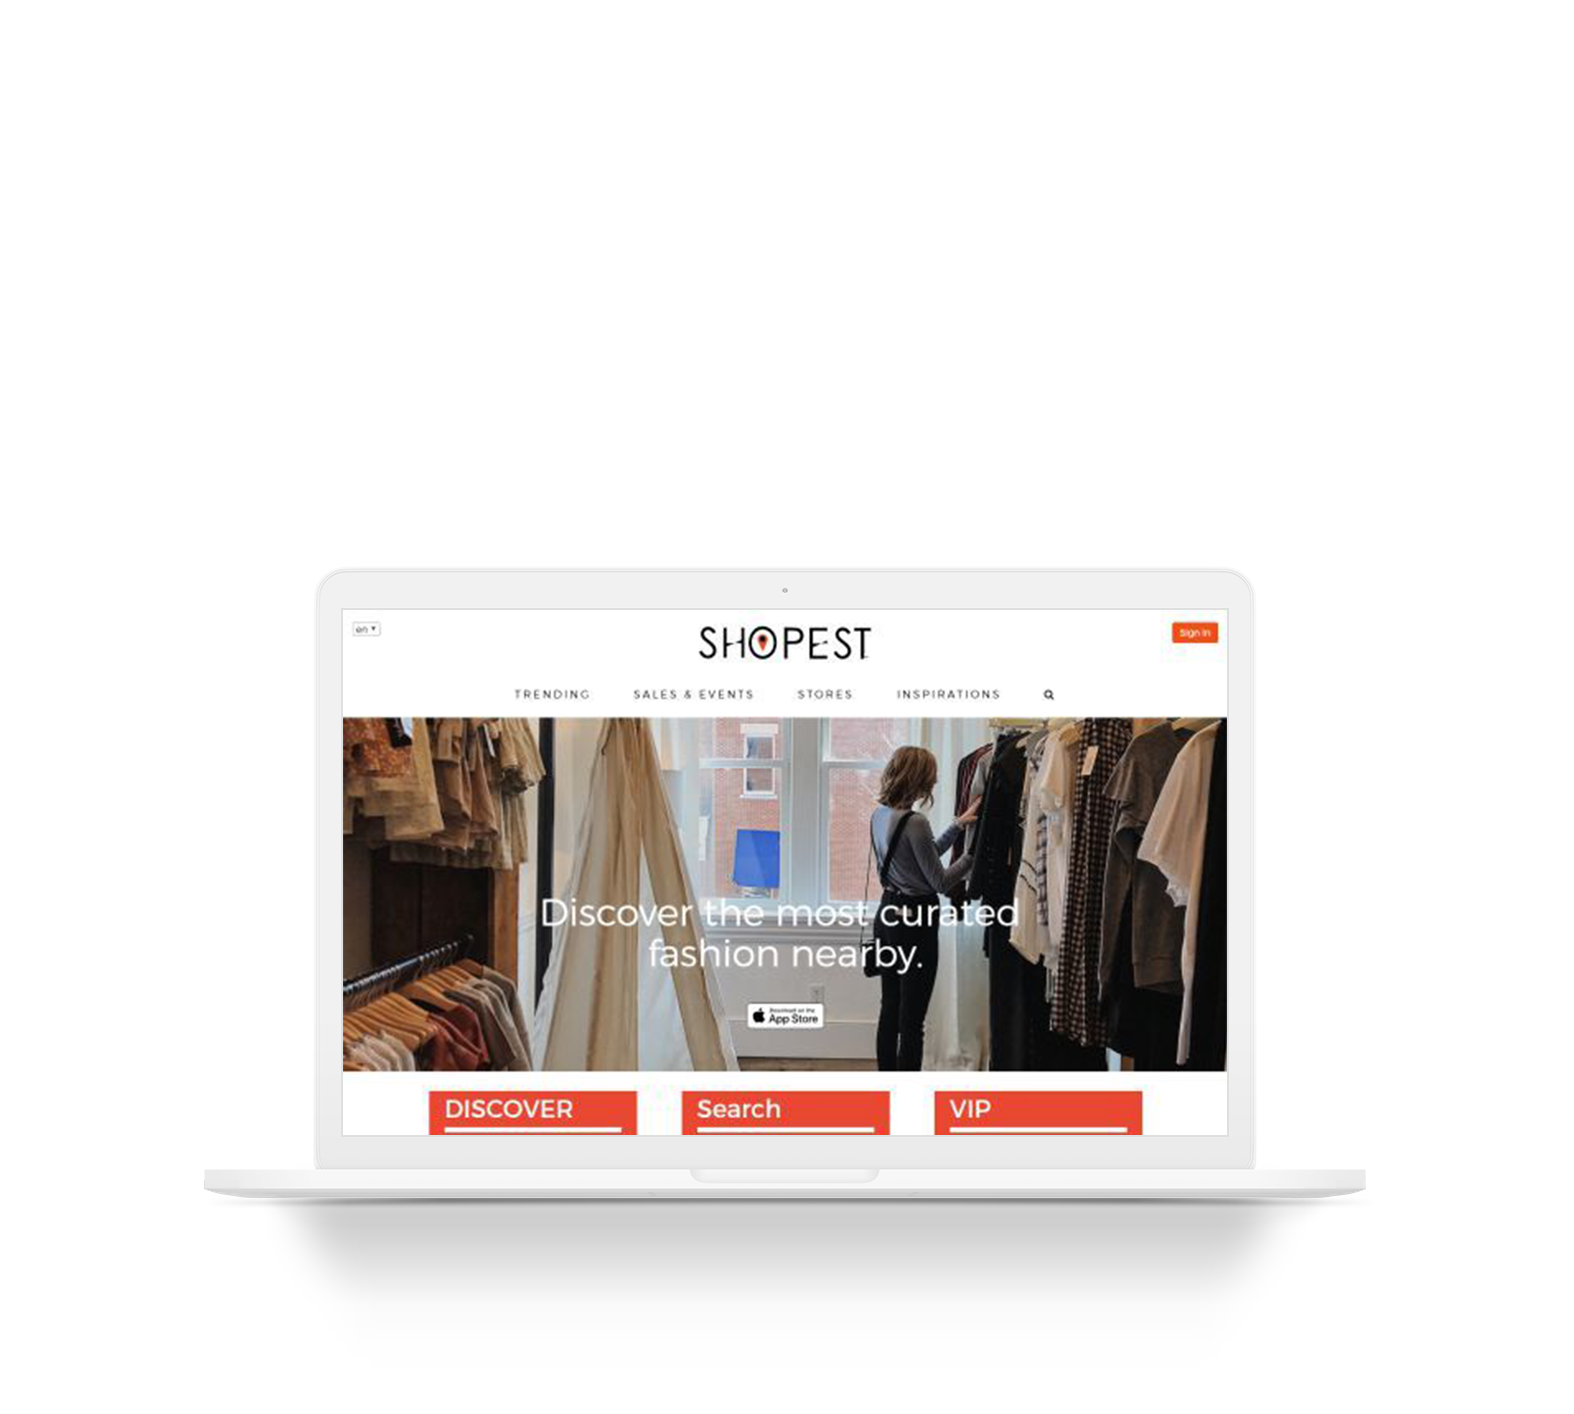 en
SHOPEST
Sign In
TRENDING SALES & EVENTS STORES INSPIRATIONS
Discover the most curated
fashion nearby.
Download on the
App Store
DISCOVER Search VIP